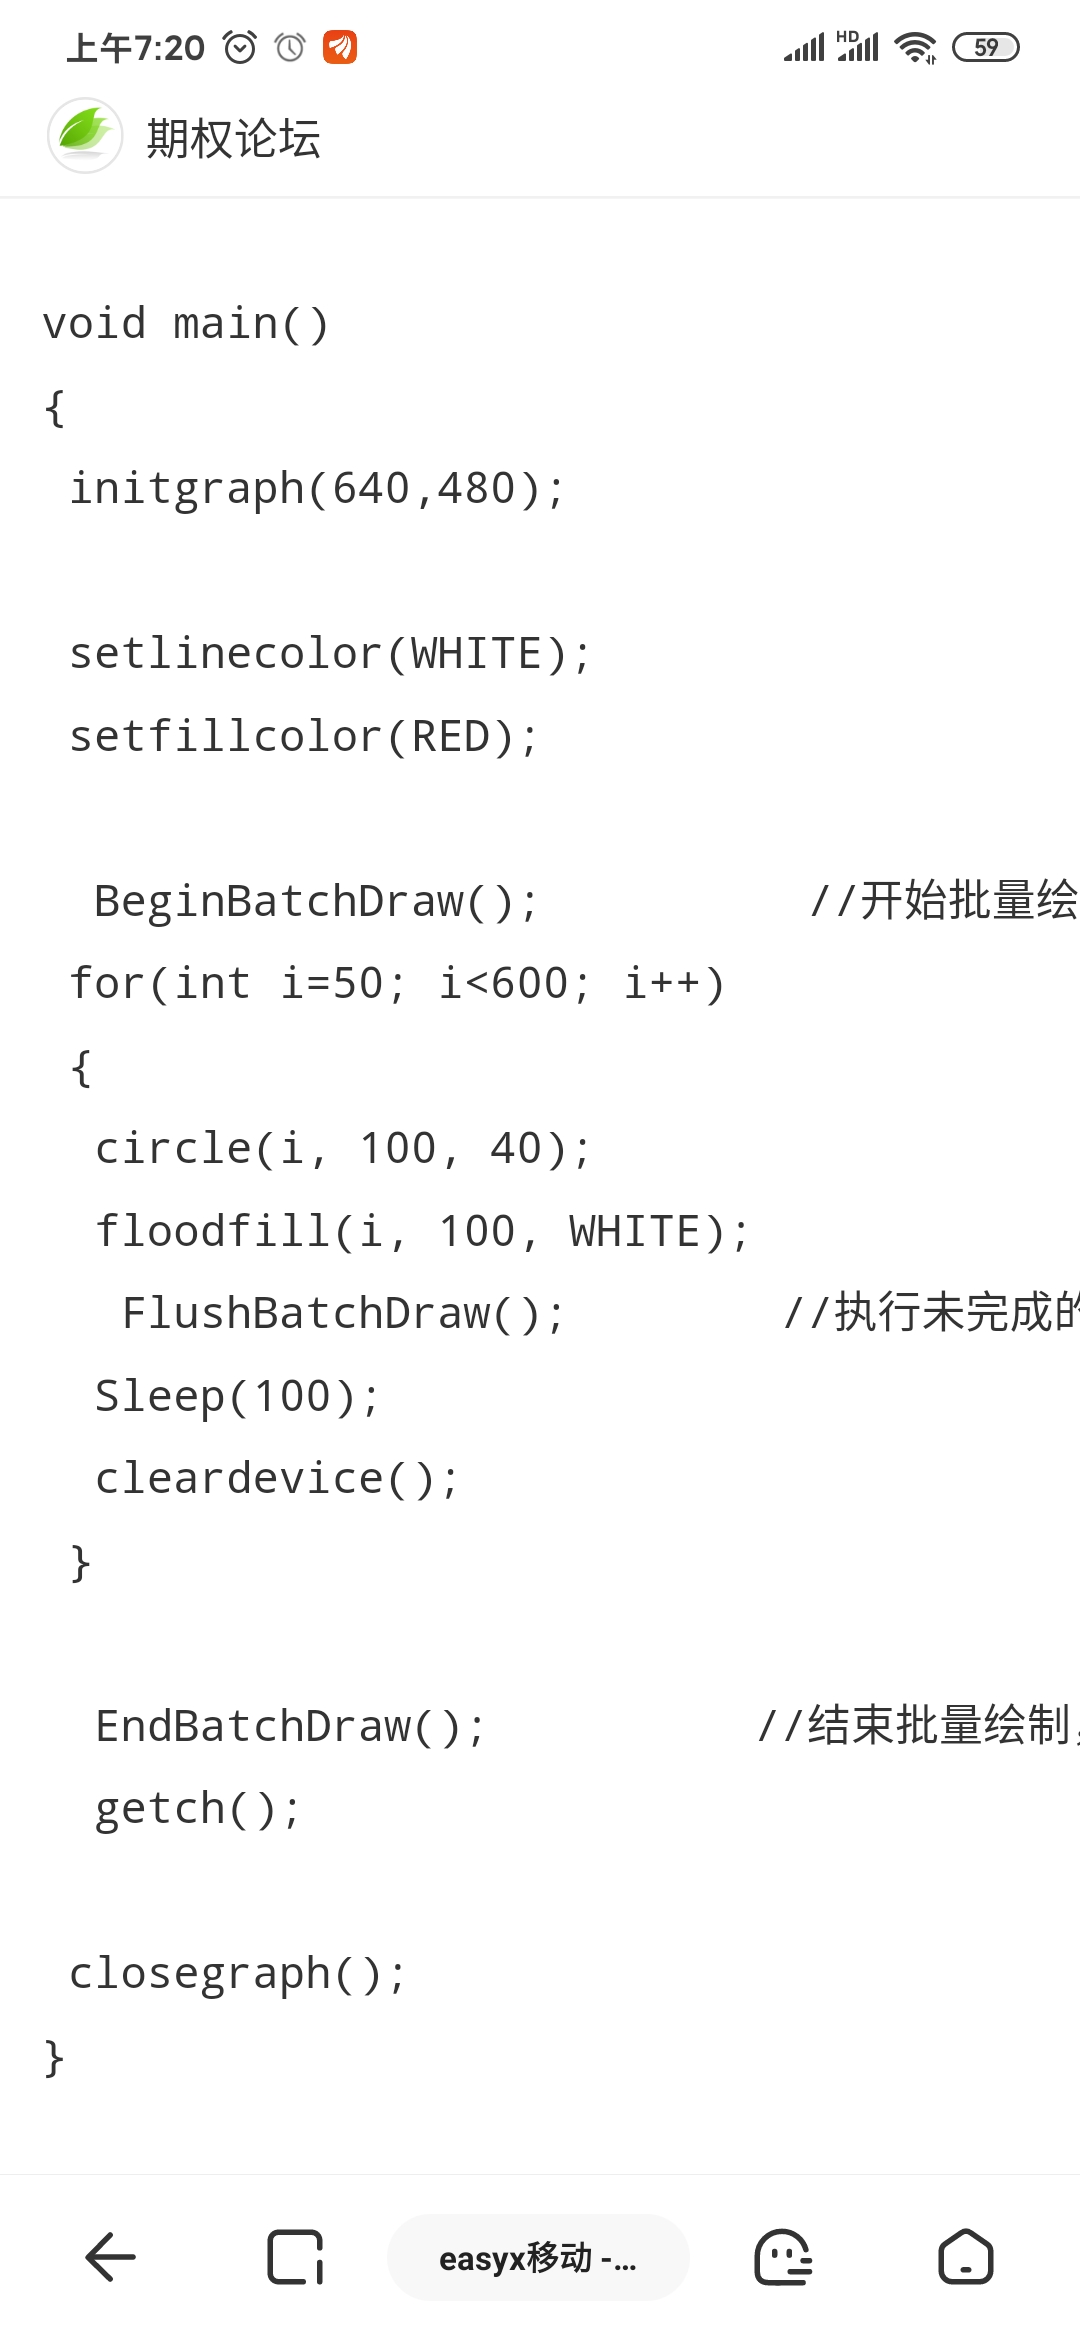 上午7:20
HD
59
期权论坛
void main()
{
initgraph(640,480);
setlinecolor(WHITE);
setfillcolor(RED);
BeginBatchDraw(); //开始批量绘
for(int i=50; i<600; i++)
{
circle(i, 100, 40);
floodfill(i, 100, WHITE);
FlushBatchDraw(); //执行未完成的
Sleep(100);
cleardevice();
}
EndBatchDraw(); //结束批量绘制,
getch();
closegraph();
}
easyx移动 -...